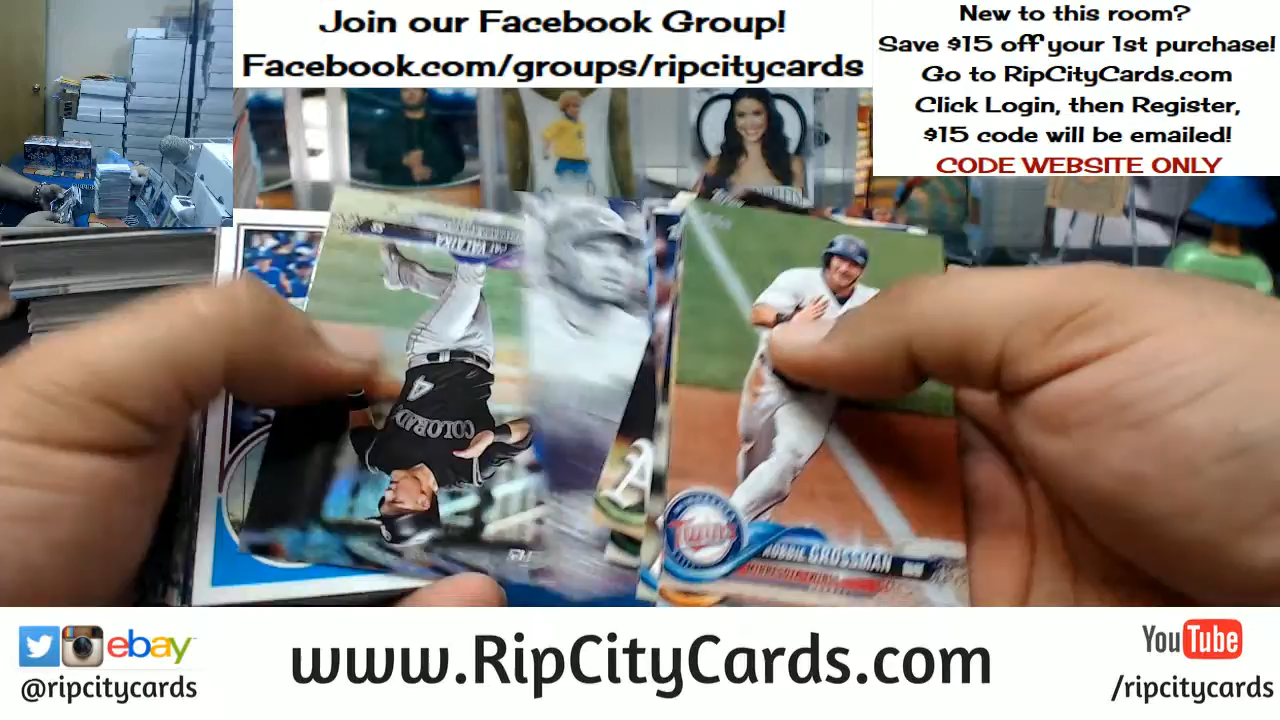 Join our Facebook Group!
Facebook.com/groups/ripcitycards
New to this room?
Save $15 off your 1st purchase!
Go to RipCityCards.com
Click Login, then Register,
$15 code will be emailed!
CODE WEBSITE ONLY
COLORADO
4
A
Twins
ROBBIE GROSSMAN
MINNESOTA TWINS
ebay
@ripcitycards
www.RipCityCards.com
YouTube
/ripcitycards